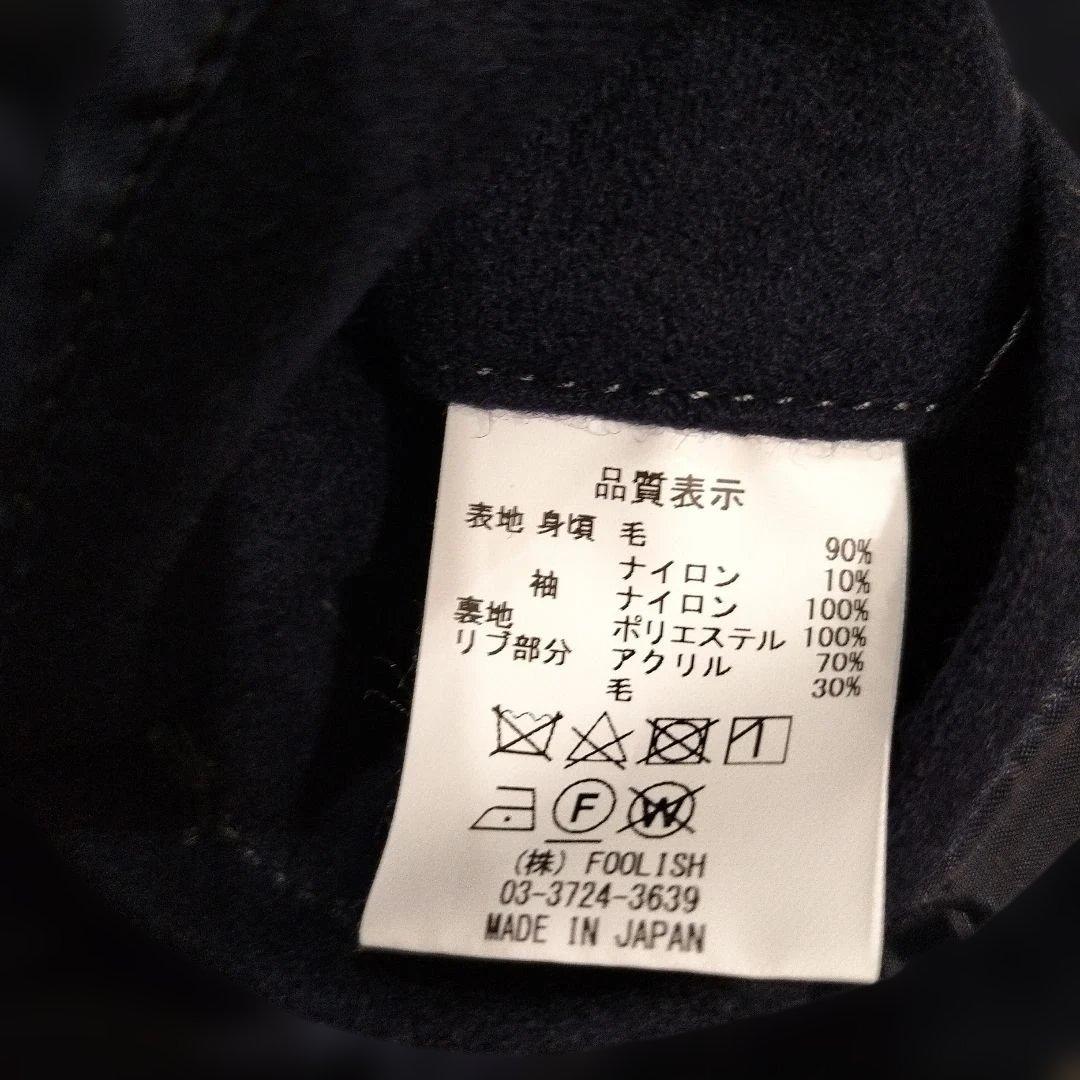 品質表示
表地 身頃 毛 90%
ナイロン 10%
袖 ナイロン 100%
裏地 ポリエステル 100%
リブ部分 アクリル 70%
毛 30%
F W
(株) FOOLISH
03-3724-3639
MADE IN JAPAN